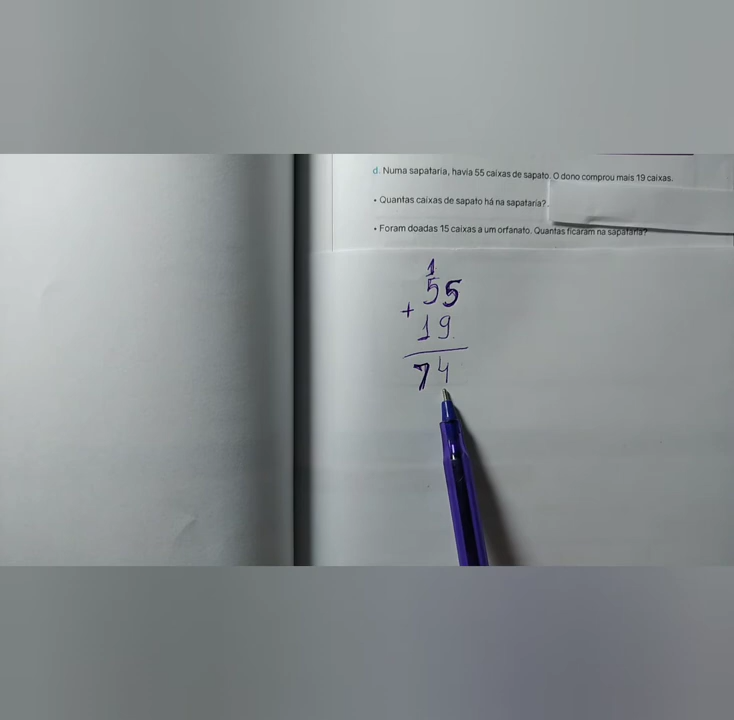 d. Numa sapataria, havia 55 caixas de sapato. O dono comprou mais 19 caixas.
• Quantas caixas de sapato há na sapataria?
• Foram doadas 15 caixas a um orfanato. Quantas ficaram na sapataria?
1
55
+
19
74